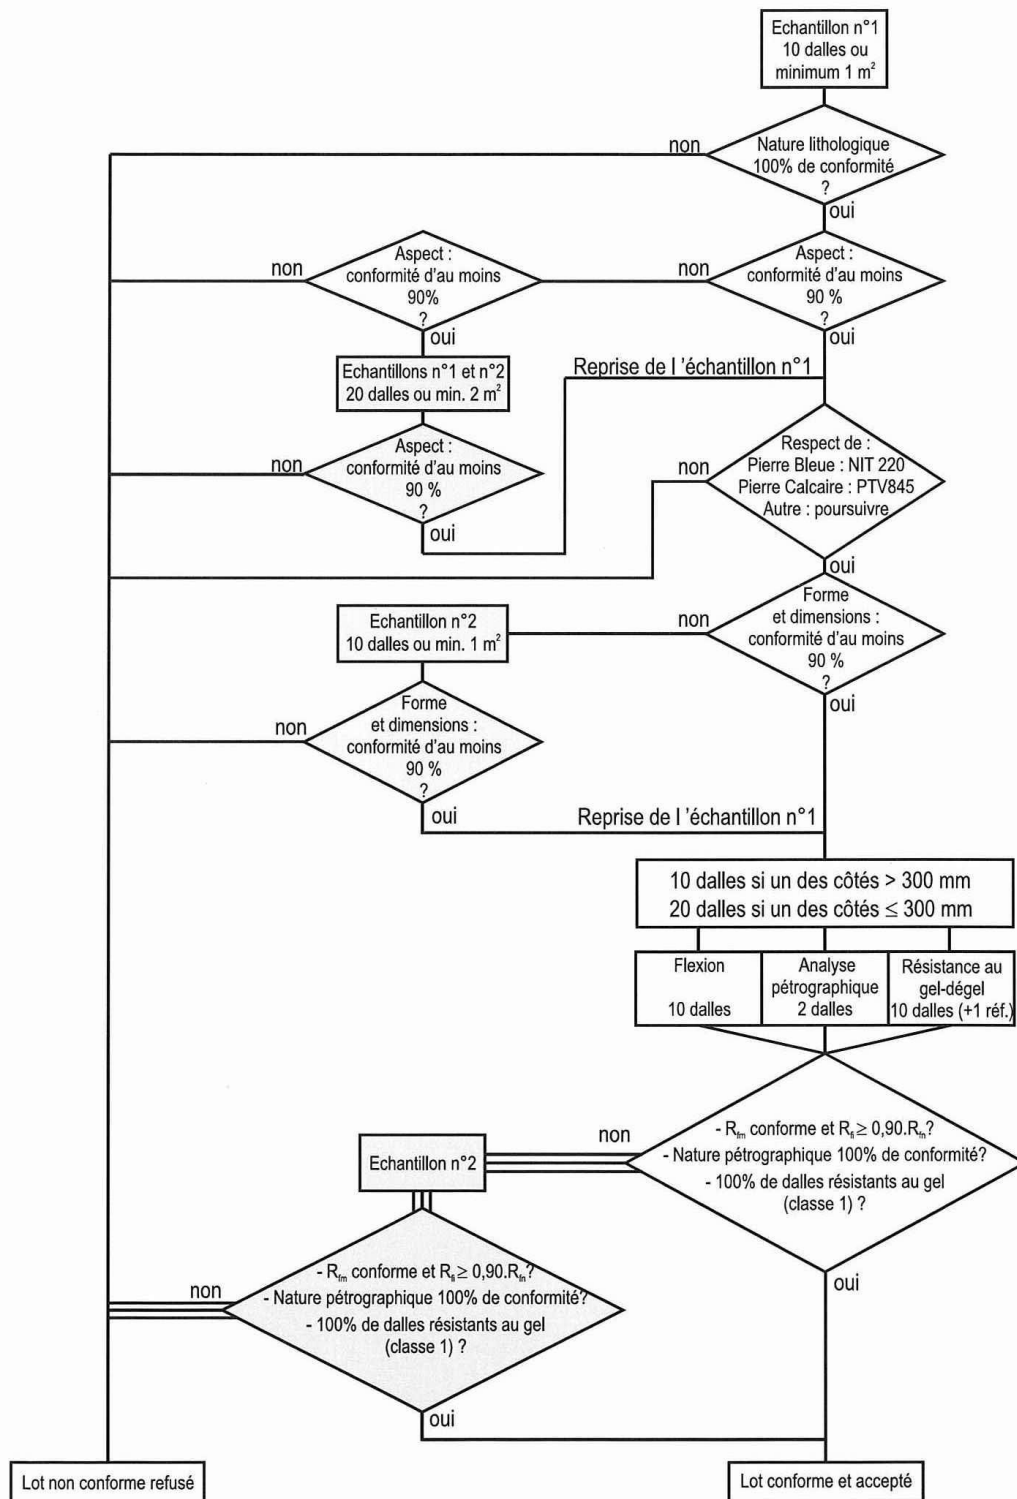 Echantillon n°1
10 dalles ou
minimum 1 m²
non
Nature lithologique
100% de conformité
?
oui
non
Aspect :
conformité d'au moins
90%
?
oui
non
Aspect :
conformité d'au moins
90 %
?
oui
Echantillons n°1 et n°2
20 dalles ou min. 2 m²
Reprise de l 'échantillon n°1
non
Aspect :
conformité d'au moins
90 %
?
oui
non
Respect de :
Pierre Bleue : NIT 220
Pierre Calcaire : PTV845
Autre : poursuivre
oui
Echantillon n°2
10 dalles ou min. 1 m²
non
Forme
et dimensions :
conformité d'au moins
90 %
?
oui
non
Forme
et dimensions :
conformité d'au moins
90 %
?
oui
Reprise de l 'échantillon n°1
10 dalles si un des côtés > 300 mm
20 dalles si un des côtés ≤ 300 mm
Flexion
10 dalles
Analyse
pétrographique
2 dalles
Résistance au
gel-dégel
10 dalles (+1 réf.)
non
- Rfm conforme et Rfi ≥ 0,90.Rfn?
- Nature pétrographique 100% de conformité?
- 100% de dalles résistants au gel
(classe 1) ?
oui
Echantillon n°2
non
- Rfm conforme et Rfi ≥ 0,90.Rfn?
- Nature pétrographique 100% de conformité?
- 100% de dalles résistants au gel
(classe 1) ?
oui
Lot non conforme refusé
Lot conforme et accepté